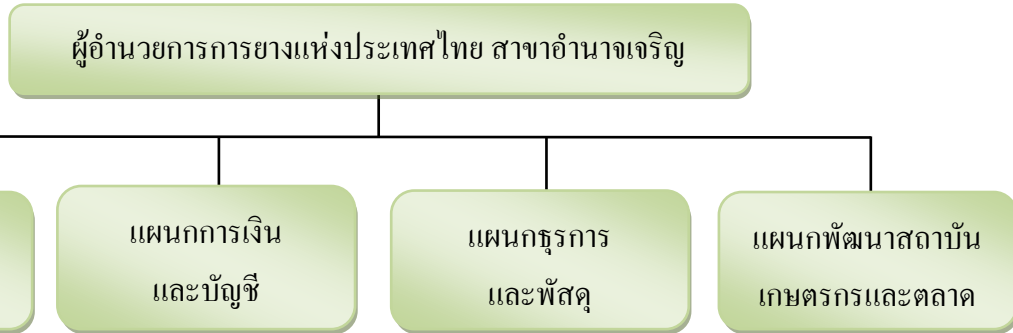 ผู้อำนวยการการยางแห่งประเทศไทย สาขาอำนาจเจริญ
แผนกการเงิน
และบัญชี
แผนกธุรการ
และพัสดุ
แผนกพัฒนาสถาบัน
เกษตรกรและตลาด